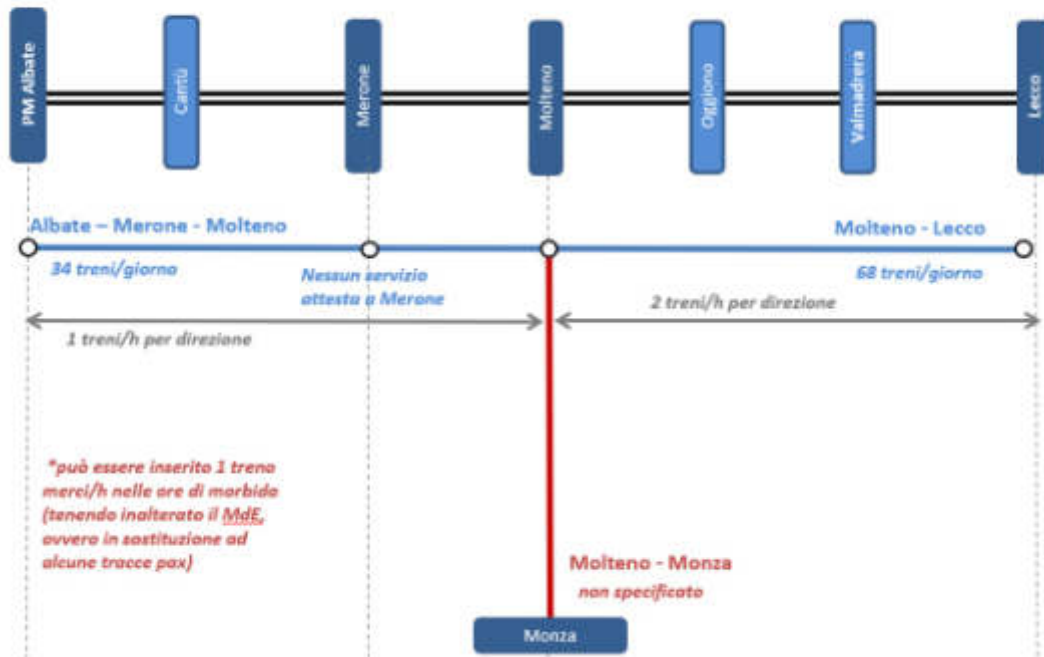 PM Albate
Cantù
Merone
Molteno
Oggiono
Valmadrera
Lecco
Albate – Merone - Molteno
Molteno - Lecco
34 treni/giorno
Nessun servizio
attesta a Merone
68 treni/giorno
1 treni/h per direzione
2 treni/h per direzione
*può essere inserito 1 treno
merci/h nelle ore di morbida
(tenendo inalterato il MdE,
ovvero in sostituzione ad
alcune tracce pax)
Molteno - Monza
non specificato
Monza